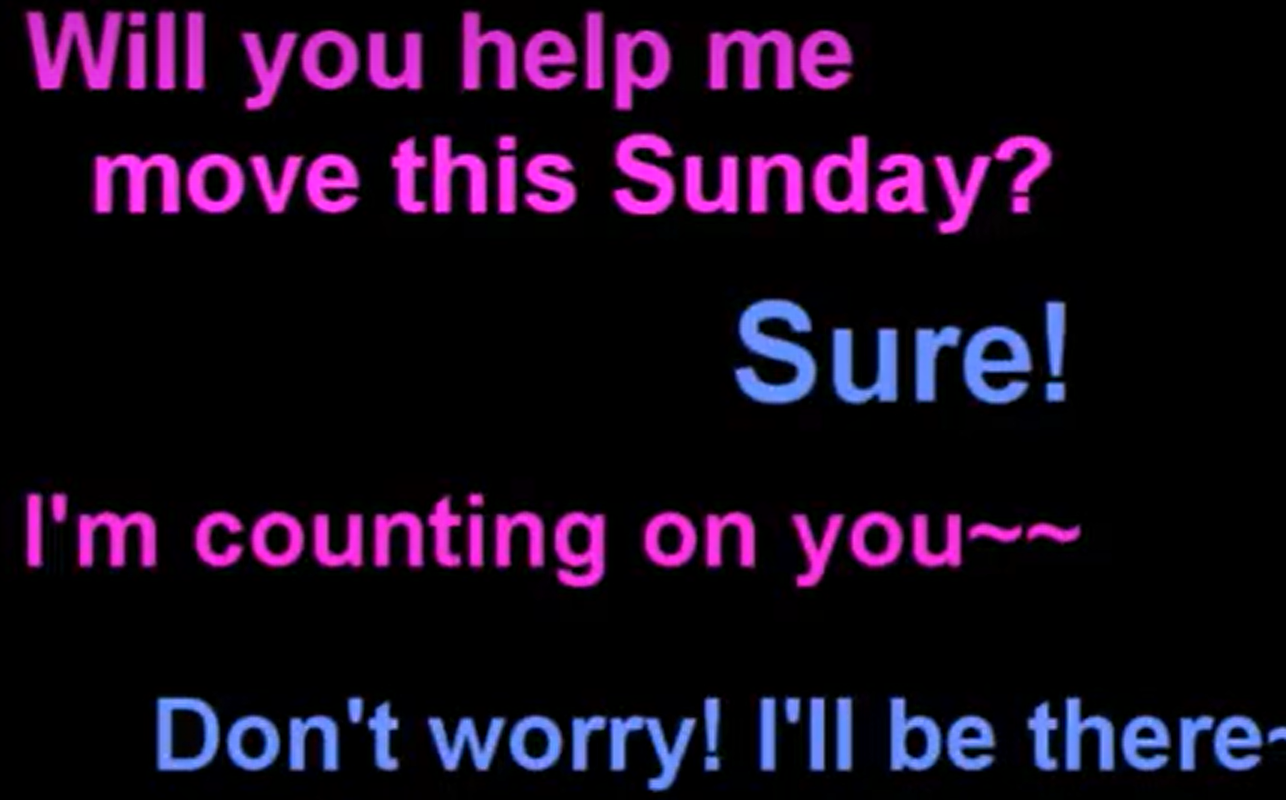 Will you help me
move this Sunday?
Sure!
I'm counting on you~~
Don't worry! I'll be there~